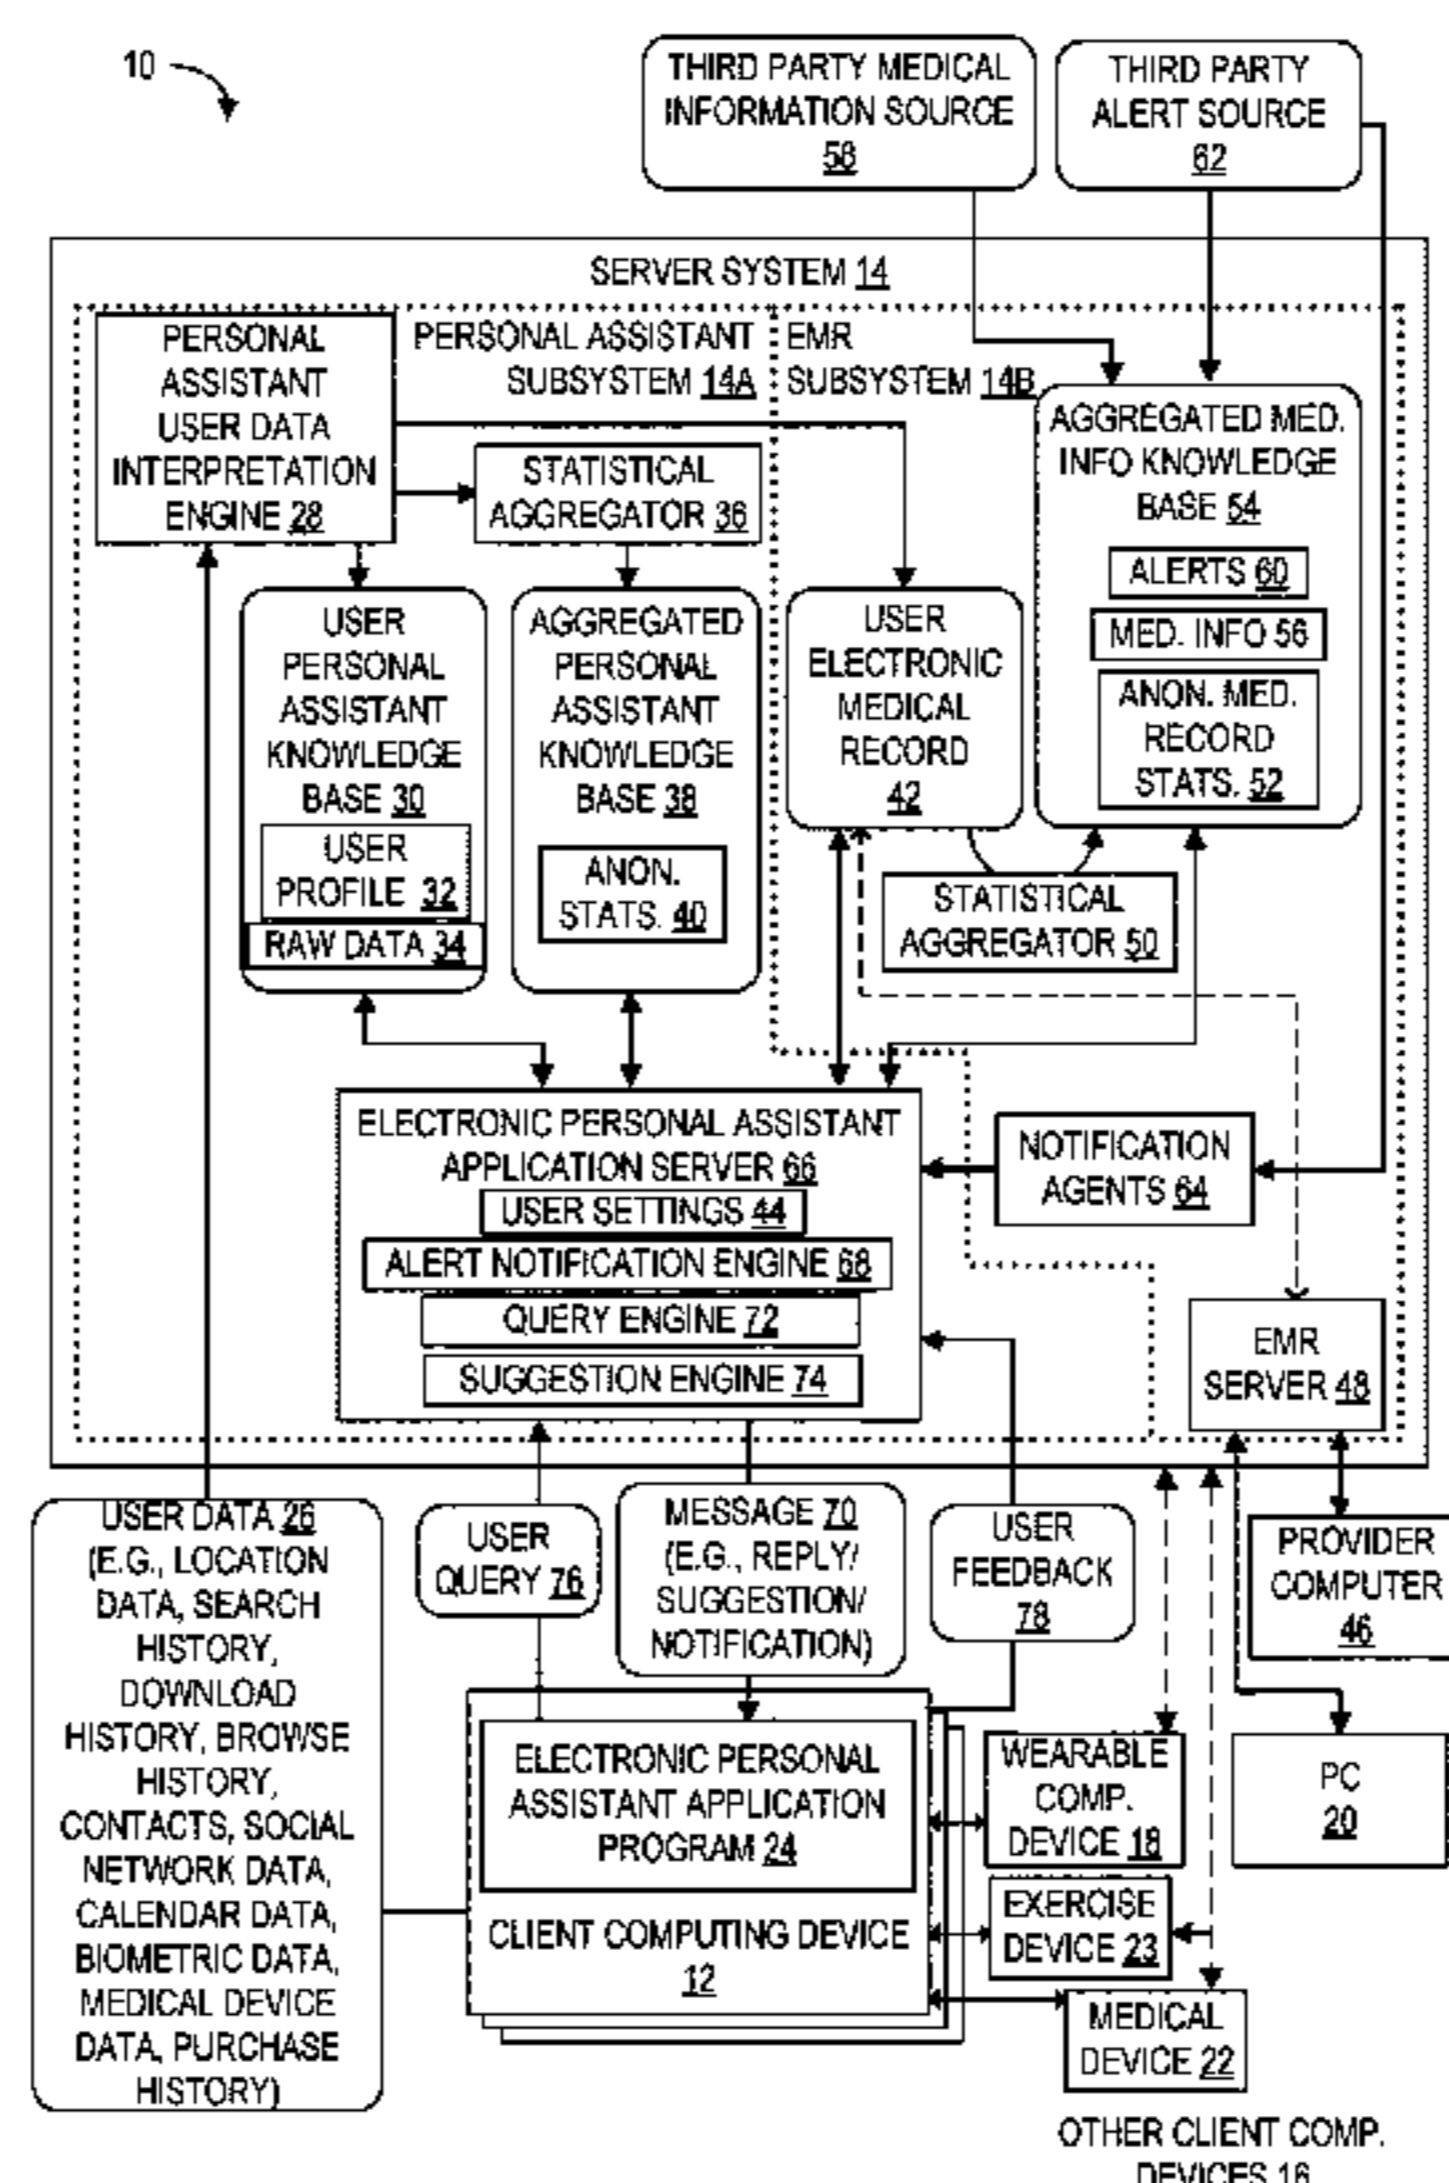 10
THIRD PARTY MEDICAL
INFORMATION SOURCE
58
THIRD PARTY
ALERT SOURCE
62
SERVER SYSTEM 14
PERSONAL
ASSISTANT
USER DATA
INTERPRETATION
ENGINE 28
PERSONAL ASSISTANT
SUBSYSTEM 14A
EMR
SUBSYSTEM 14B
STATISTICAL
AGGREGATOR 36
AGGREGATED MED.
INFO KNOWLEDGE
BASE 54
ALERTS 60
MED. INFO 56
ANON. MED.
RECORD
STATS. 52
USER
PERSONAL
ASSISTANT
KNOWLEDGE
BASE 30
USER
PROFILE 32
RAW DATA 34
AGGREGATED
PERSONAL
ASSISTANT
KNOWLEDGE
BASE 38
ANON.
STATS. 40
USER
ELECTRONIC
MEDICAL
RECORD
42
STATISTICAL
AGGREGATOR 50
ELECTRONIC PERSONAL ASSISTANT
APPLICATION SERVER 66
USER SETTINGS 44
ALERT NOTIFICATION ENGINE 68
QUERY ENGINE 72
SUGGESTION ENGINE 74
NOTIFICATION
AGENTS 64
EMR
SERVER 48
USER DATA 26
(E.G., LOCATION
DATA, SEARCH
HISTORY,
DOWNLOAD
HISTORY, BROWSE
HISTORY,
CONTACTS, SOCIAL
NETWORK DATA,
CALENDAR DATA,
BIOMETRIC DATA,
MEDICAL DEVICE
DATA, PURCHASE
HISTORY)
USER
QUERY 76
MESSAGE 70
(E.G., REPLY/
SUGGESTION/
NOTIFICATION)
USER
FEEDBACK
78
PROVIDER
COMPUTER
46
ELECTRONIC PERSONAL
ASSISTANT APPLICATION
PROGRAM 24
CLIENT COMPUTING DEVICE
12
WEARABLE
COMP.
DEVICE 18
PC
20
EXERCISE
DEVICE 23
MEDICAL
DEVICE 22
OTHER CLIENT COMP.
DEVICES 16